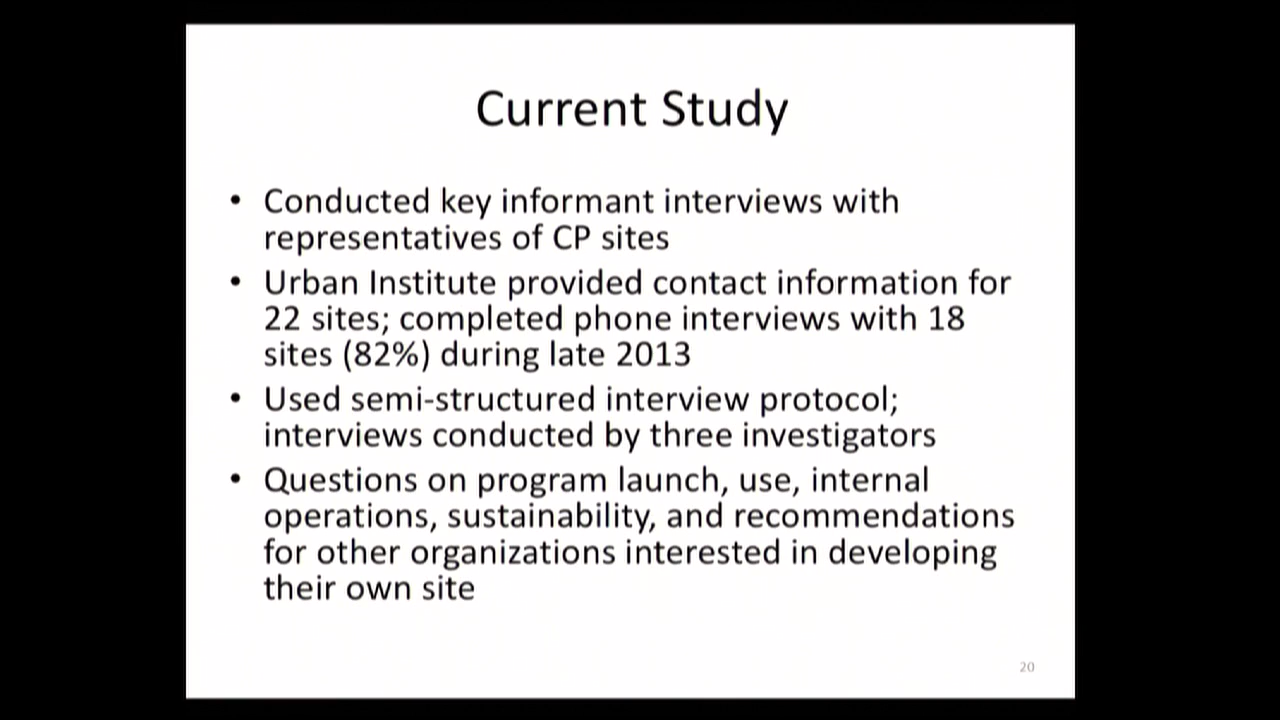 Current Study
• Conducted key informant interviews with
representatives of CP sites
• Urban Institute provided contact information for
22 sites; completed phone interviews with 18
sites (82%) during late 2013
• Used semi-structured interview protocol;
interviews conducted by three investigators
• Questions on program launch, use, internal
operations, sustainability, and recommendations
for other organizations interested in developing
their own site
20